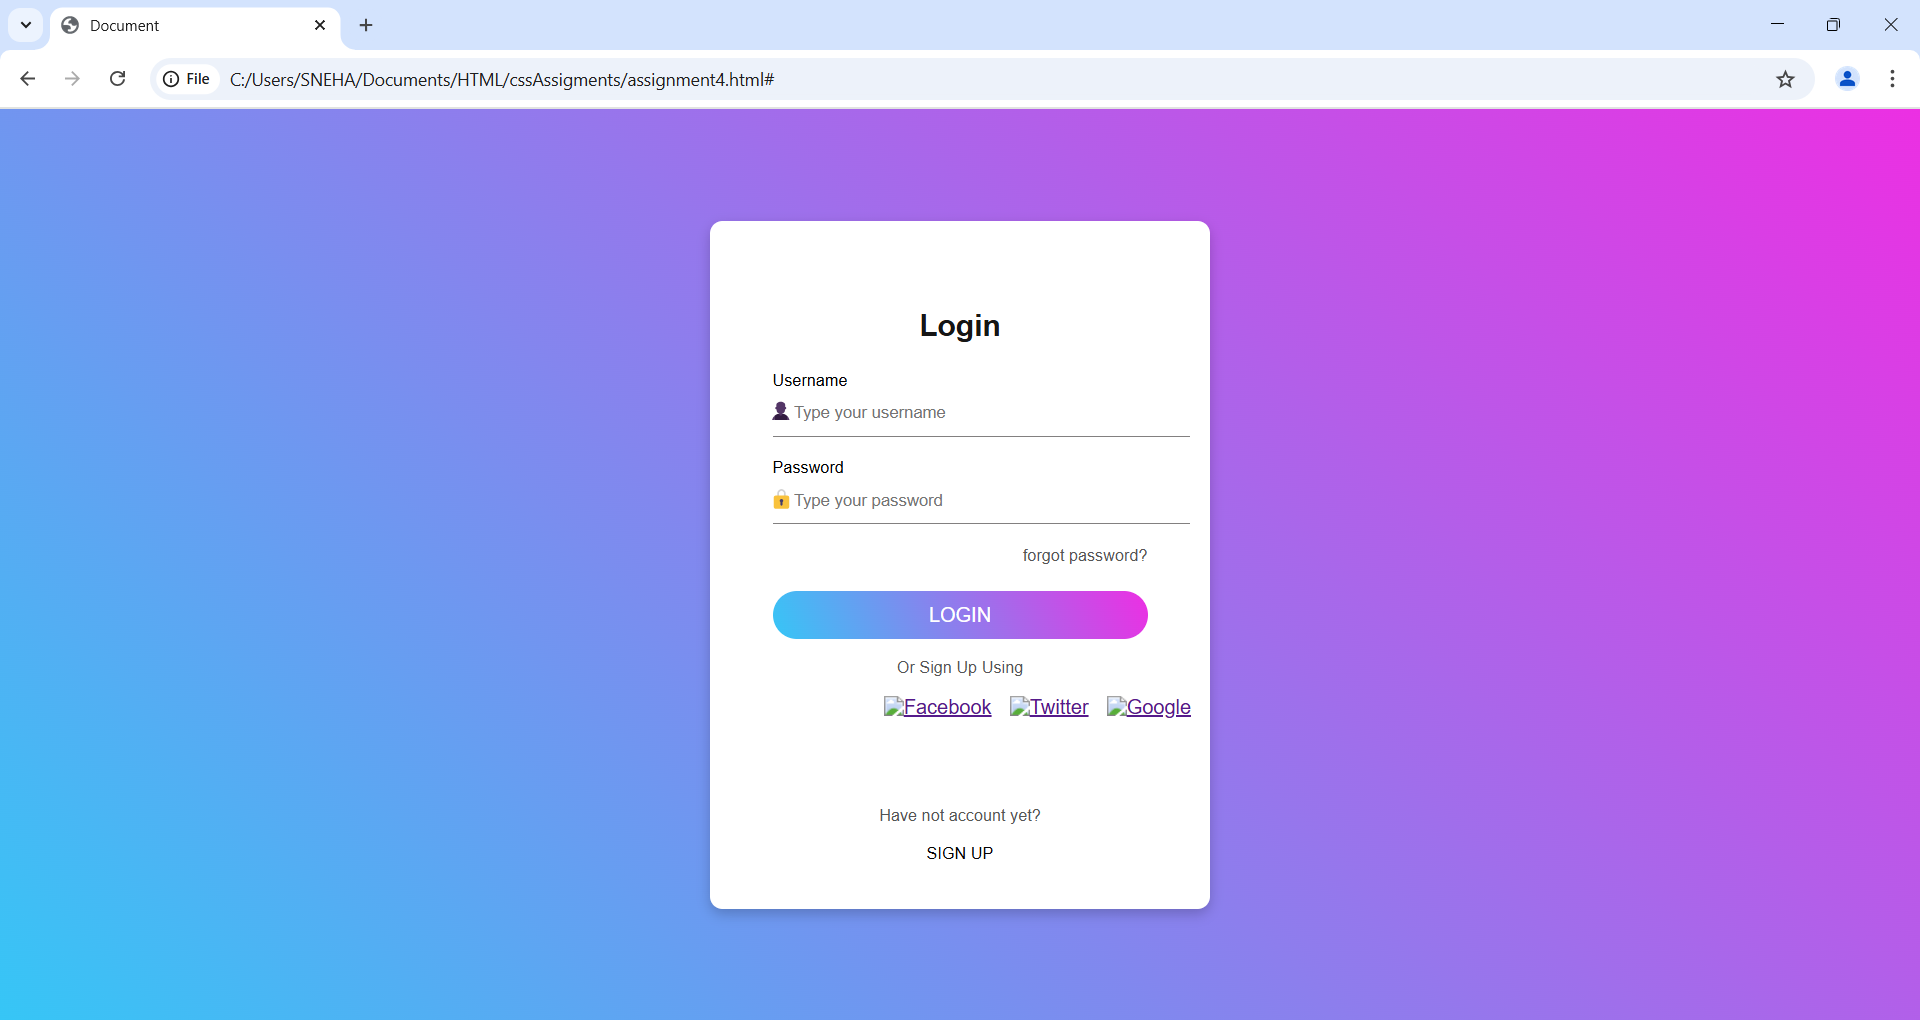 Document
File C:/Users/SNEHA/Documents/HTML/cssAssigments/assignment4.html#
Login
Username
Type your username
Password
Type your password
forgot password?
LOGIN
Or Sign Up Using
Facebook Twitter Google
Have not account yet?
SIGN UP